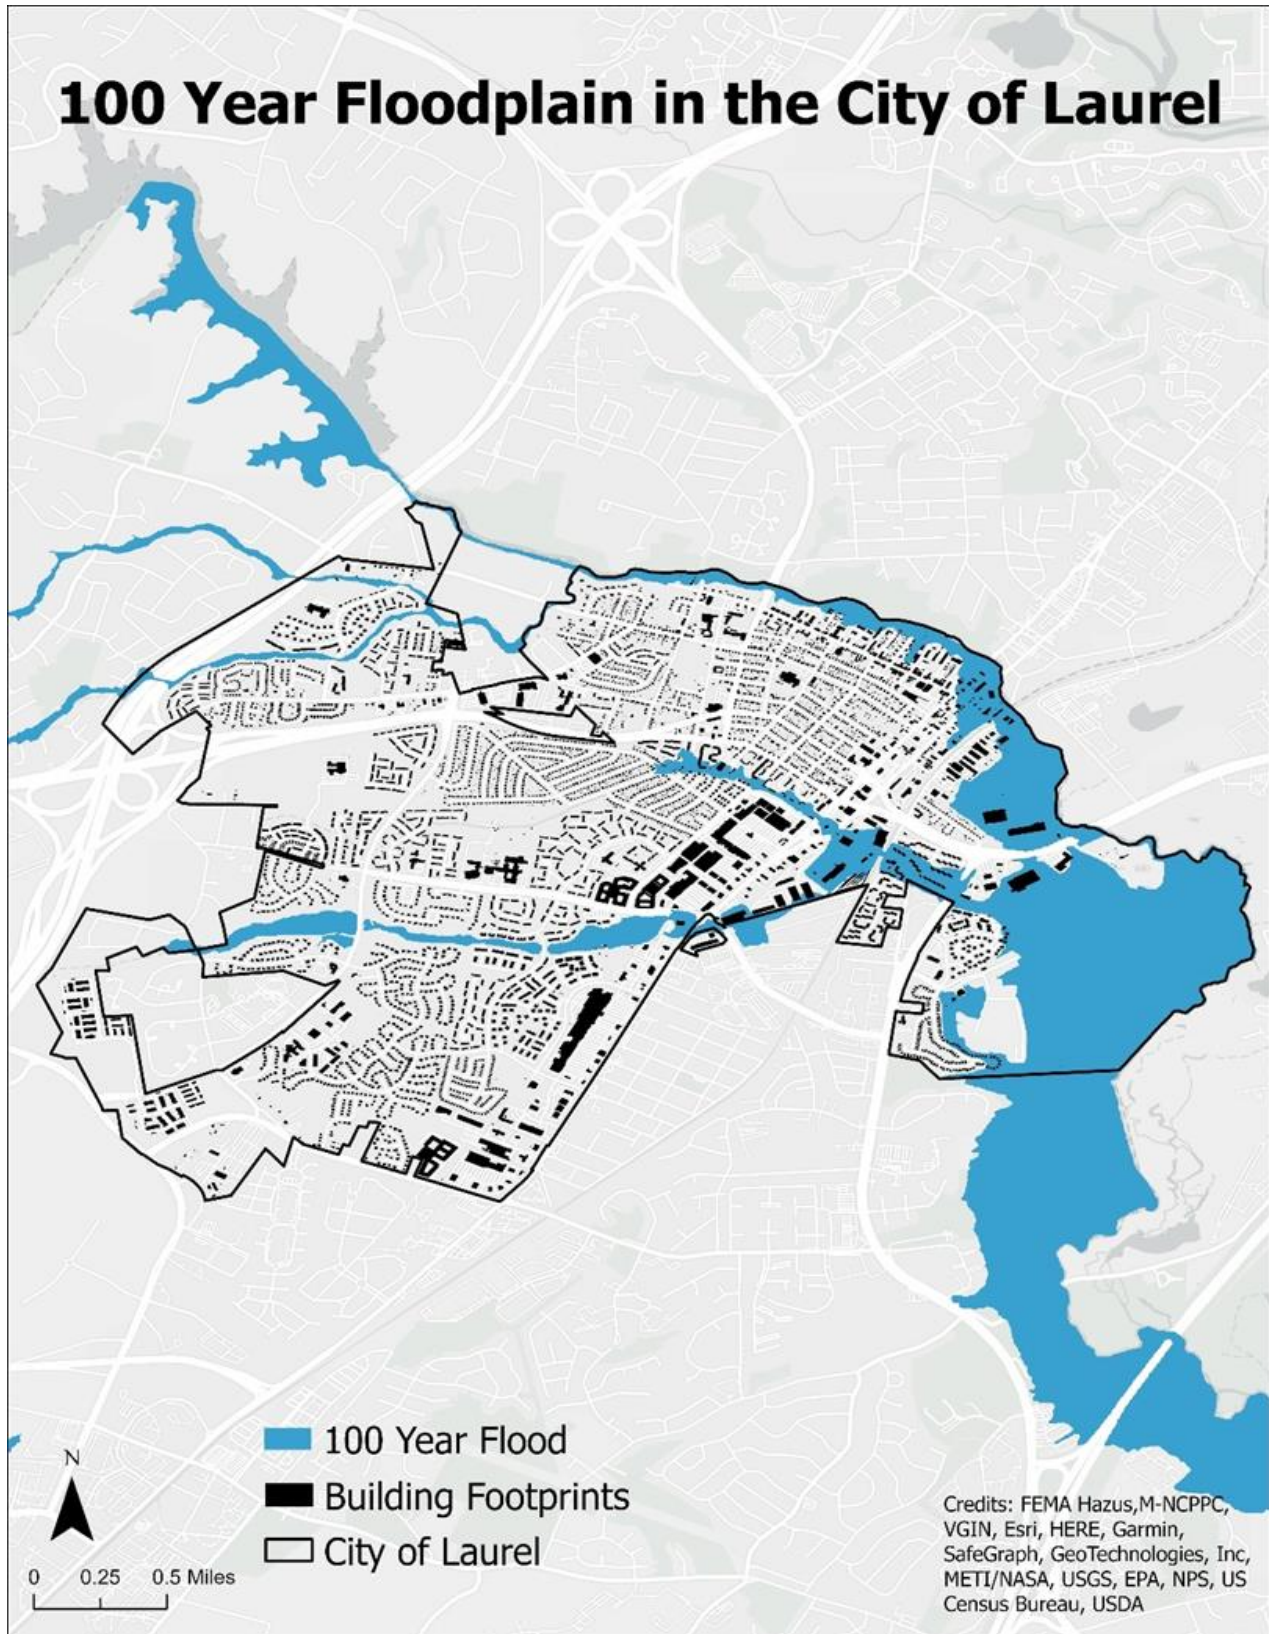 100 Year Floodplain in the City of Laurel
100 Year Flood
Building Footprints
City of Laurel
N
0 0.25 0.5 Miles
Credits: FEMA Hazus,M-NCPPC,
VGIN, Esri, HERE, Garmin,
SafeGraph, GeoTechnologies, Inc,
METI/NASA, USGS, EPA, NPS, US
Census Bureau, USDA